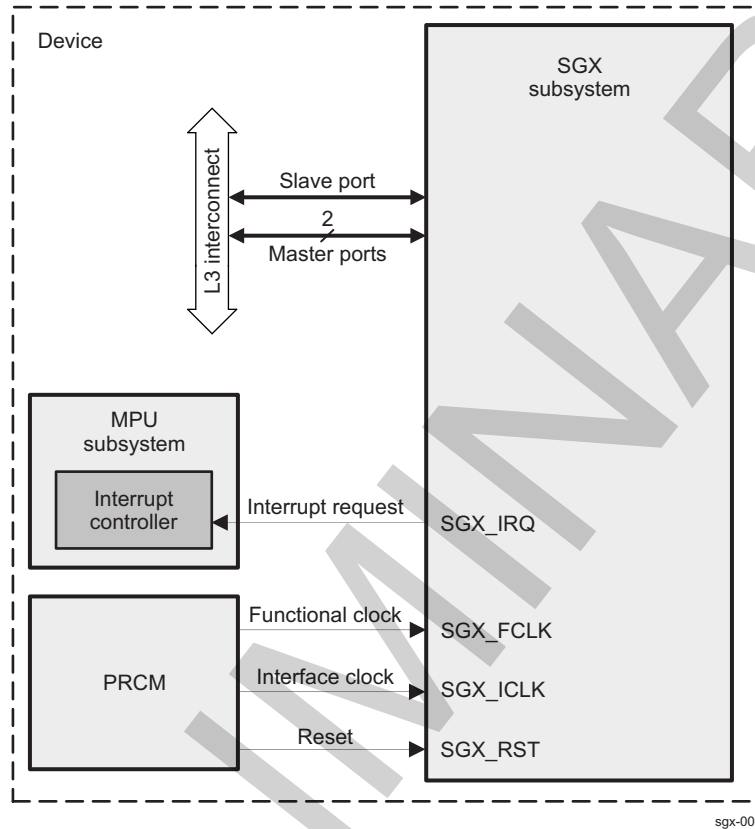 Device
SGX
subsystem
L3 interconnect
Slave port
2
Master ports
MPU
subsystem
Interrupt
controller
Interrupt request
SGX_IRQ
PRCM
Functional clock
SGX_FCLK
Interface clock
SGX_ICLK
Reset
SGX_RST
sgx-00